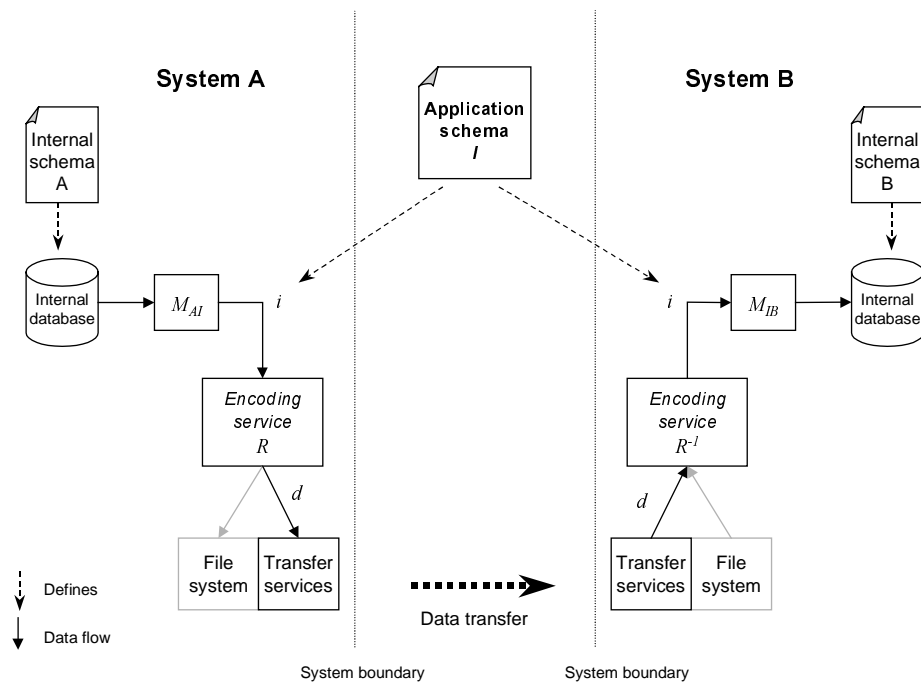 System A
System B
Application
schema
I
Internal
schema
A
Internal
schema
B
Internal
database
M_AI
i
i
M_IB
Internal
database
Encoding
service
R
Encoding
service
R^-1
d
d
File
system
Transfer
services
Transfer
services
File
system
Defines
Data flow
Data transfer
System boundary
System boundary